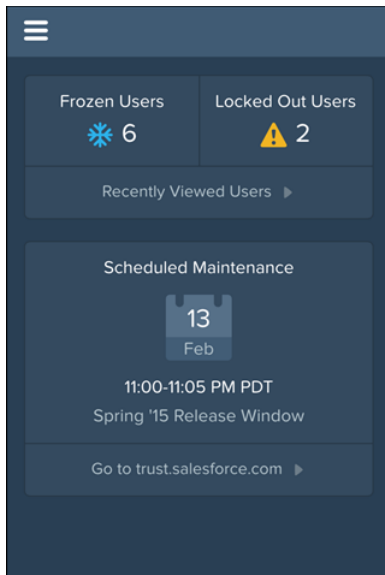 Frozen Users
6
Locked Out Users
2
Recently Viewed Users
Scheduled Maintenance
13
Feb
11:00-11:05 PM PDT
Spring '15 Release Window
Go to trust.salesforce.com